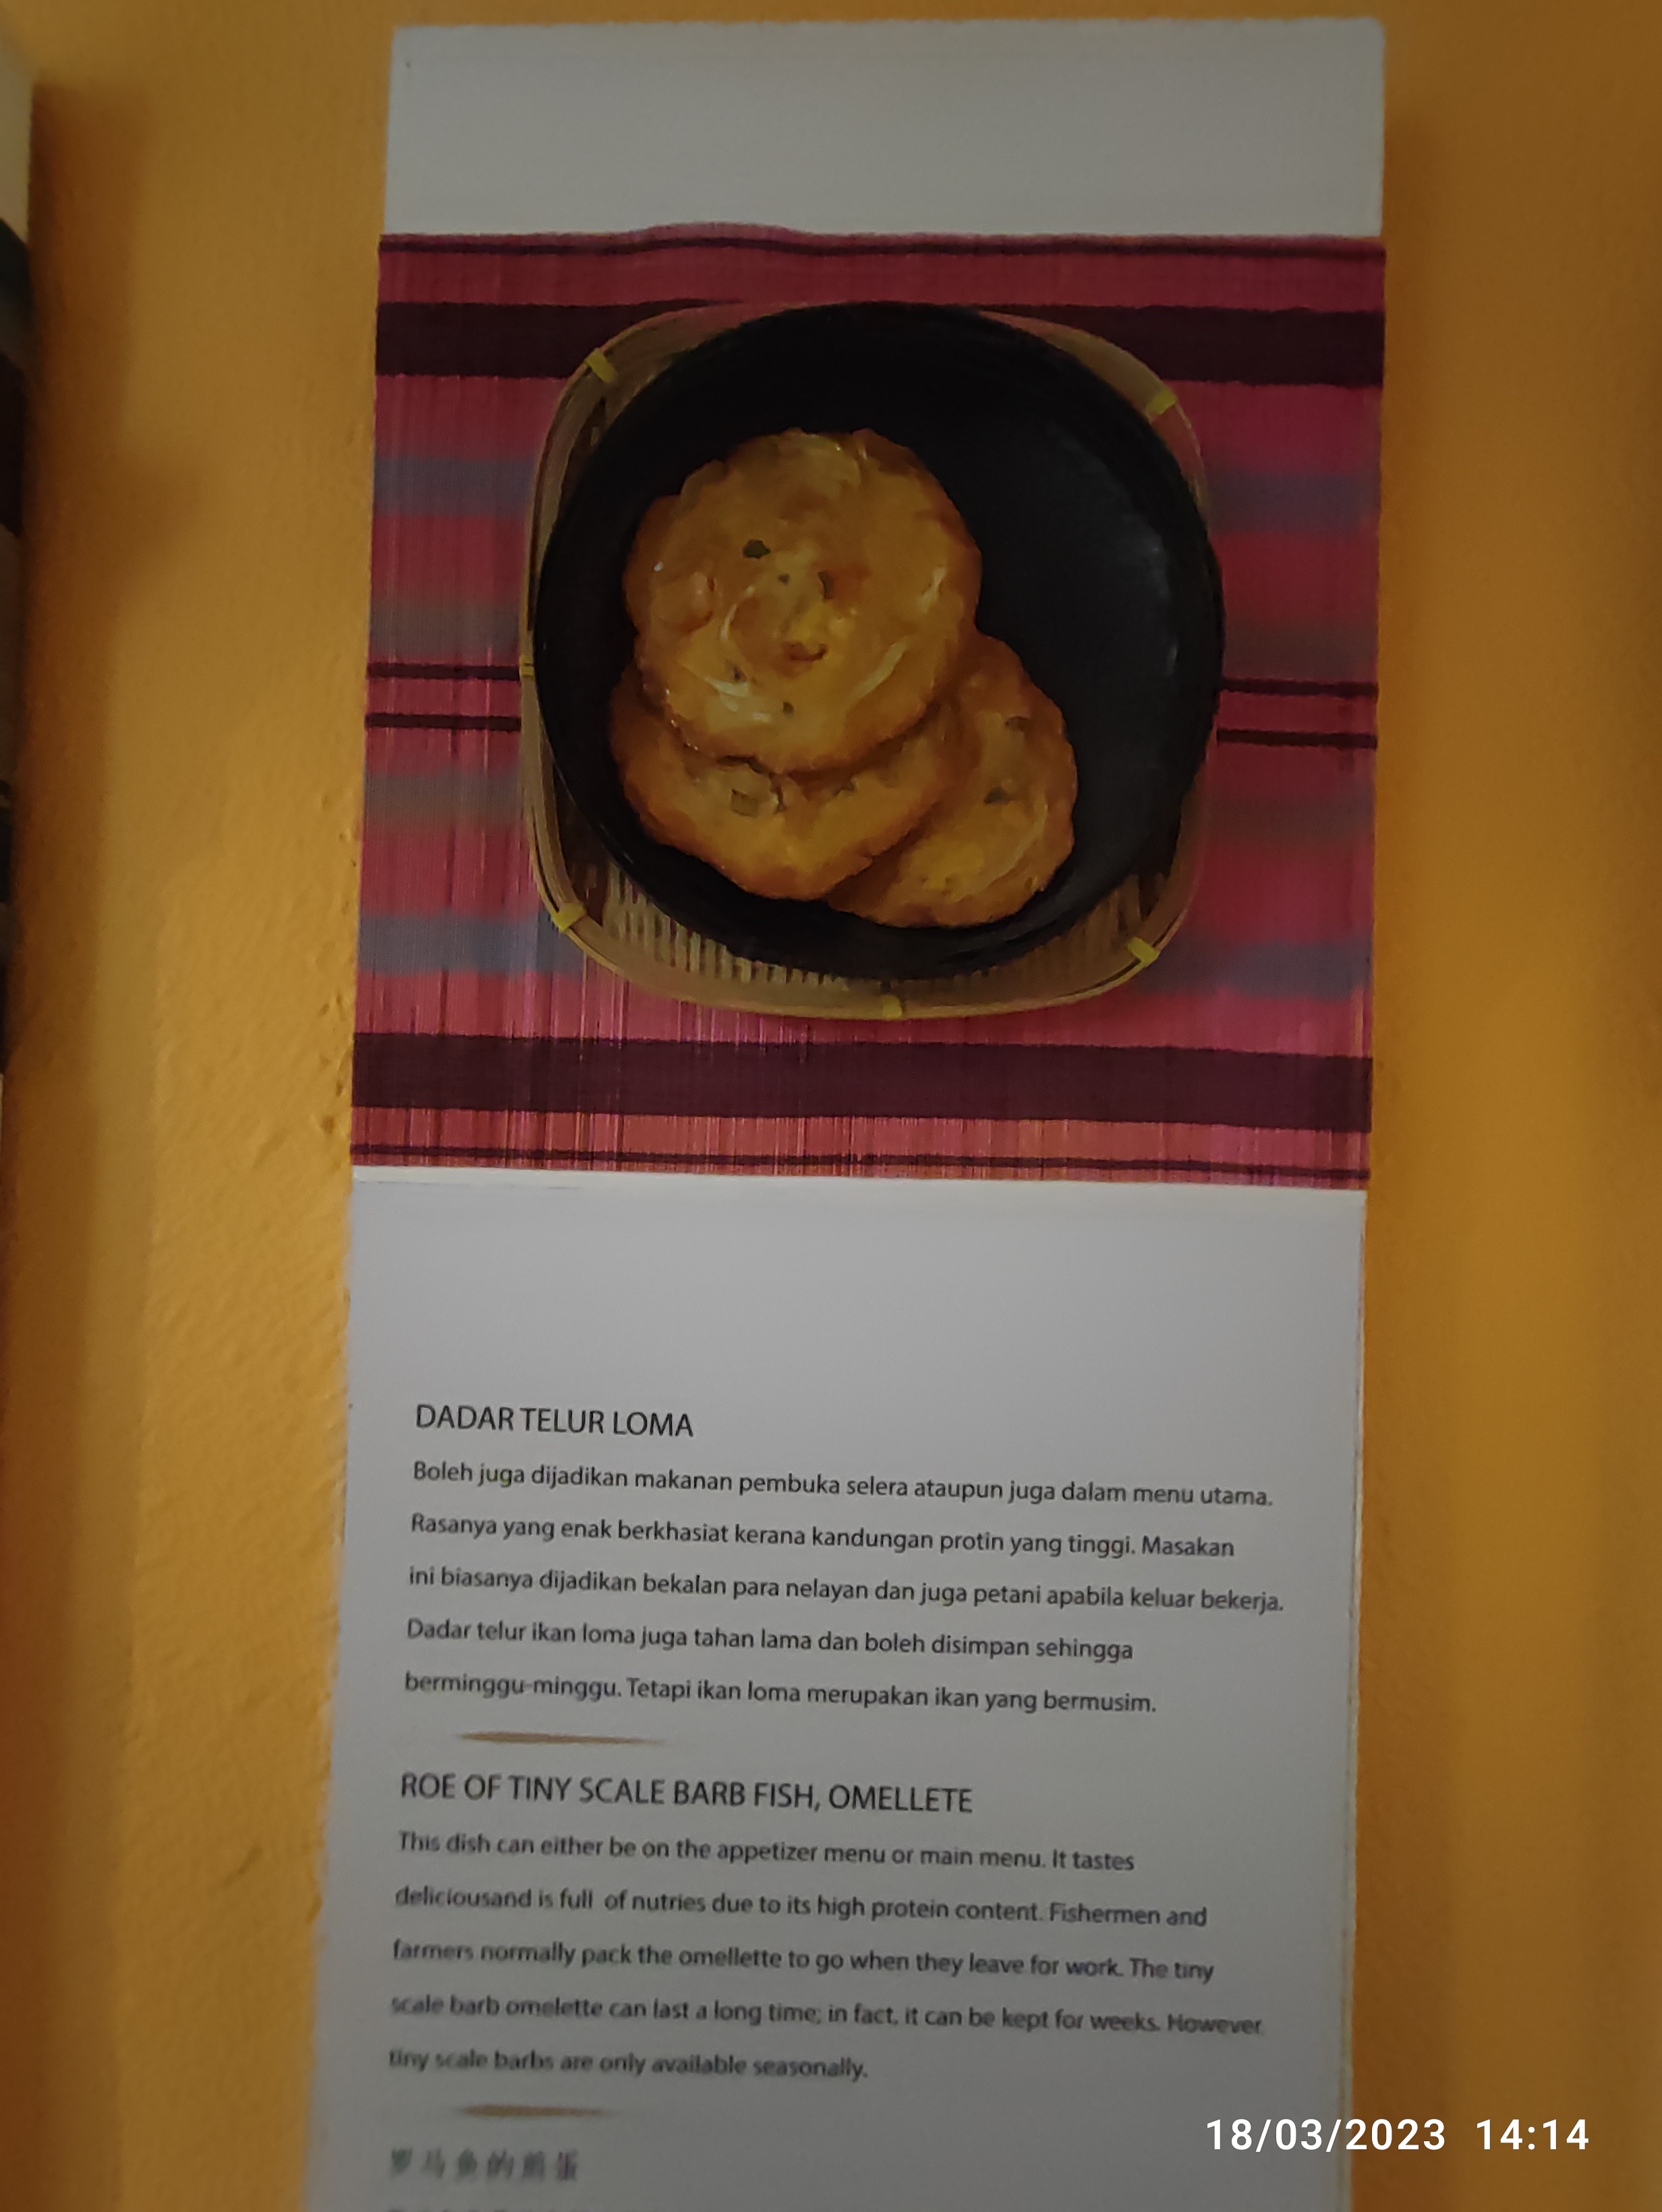 DADAR TELUR LOMA
Boleh juga dijadikan makanan pembuka selera ataupun juga dalam menu utama.
Rasanya yang enak berkhasiat kerana kandungan protin yang tinggi. Masakan
ini biasanya dijadikan bekalan para nelayan dan juga petani apabila keluar bekerja.
Dadar telur ikan loma juga tahan lama dan boleh disimpan sehingga
berminggu-minggu. Tetapi ikan loma merupakan ikan yang bermusim.
ROE OF TINY SCALE BARB FISH, OMELLETE
This dish can either be on the appetizer menu or main menu. It tastes
deliciousand is full of nutries due to its high protein content. Fishermen and
farmers normally pack the omellette to go when they leave for work. The tiny
scale barb omelette can last a long time; in fact, it can be kept for weeks. However,
tiny scale barbs are only available seasonally.
罗马鱼的煎蛋
18/03/2023 14:14